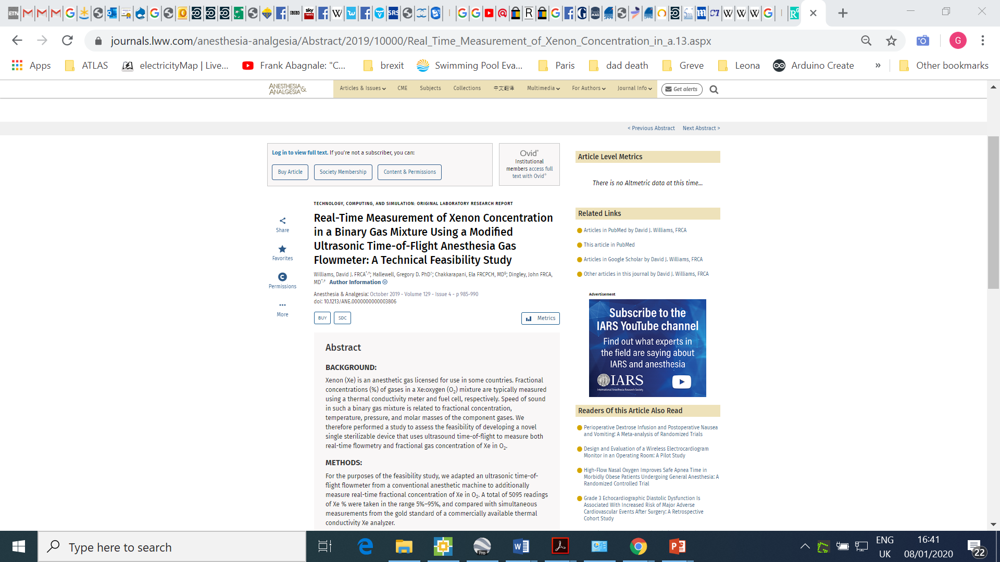 journals.lww.com/anesthesia-analgesia/Abstract/2019/10000/Real_Time_Measurement_of_Xenon_Concentration_in_a.13.aspx
G
Apps ATLAS electricityMap | Live... Frank Abagnale: "C... brexit Swimming Pool Eva... Paris dad death Greve Leona Arduino Create » Other bookmarks
ANESTHESIA &
ANALGESIA
Articles & Issues CME Subjects Collections 中文翻译 Multimedia For Authors Journal Info Get alerts
< Previous Abstract Next Abstract >
Log in to view full text. If you're not a subscriber, you can:
Buy Article Society Membership Content & Permissions
Ovid®
Institutional
members access full
text with Ovid®
Share
Favorites
Permissions
More
TECHNOLOGY, COMPUTING, AND SIMULATION: ORIGINAL LABORATORY RESEARCH REPORT
Real-Time Measurement of Xenon Concentration
in a Binary Gas Mixture Using a Modified
Ultrasonic Time-of-Flight Anesthesia Gas
Flowmeter: A Technical Feasibility Study
Williams, David J. FRCA*,†; Hallewell, Gregory D. PhD‡; Chakkarapani, Ela FRCPCH, MD§; Dingley, John FRCA,
MD*,† Author Information
Anesthesia & Analgesia: October 2019 - Volume 129 - Issue 4 - p 985-990
doi: 10.1213/ANE.0000000000003806
BUY SDC Metrics
Abstract
BACKGROUND:
Xenon (Xe) is an anesthetic gas licensed for use in some countries. Fractional
concentrations (%) of gases in a Xe:oxygen (O2) mixture are typically measured
using a thermal conductivity meter and fuel cell, respectively. Speed of sound
in such a binary gas mixture is related to fractional concentration,
temperature, pressure, and molar masses of the component gases. We
therefore performed a study to assess the feasibility of developing a novel
single sterilizable device that uses ultrasound time-of-flight to measure both
real-time flowmetry and fractional gas concentration of Xe in O2.
METHODS:
For the purposes of the feasibility study, we adapted an ultrasonic time-of-
flight flowmeter from a conventional anesthetic machine to additionally
measure real-time fractional concentration of Xe in O2. A total of 5095 readings
of Xe % were taken in the range 5%–95%, and compared with simultaneous
measurements from the gold standard of a commercially available thermal
conductivity Xe analyzer.
Article Level Metrics
There is no Altmetric data at this time...
Related Links
Articles in PubMed by David J. Williams, FRCA
This article in PubMed
Articles in Google Scholar by David J. Williams, FRCA
Other articles in this journal by David J. Williams, FRCA
Advertisement
Subscribe to the
IARS YouTube channel
Find out what experts in
the field are saying about
IARS and anesthesia
IARS
International Anesthesia Research Society
Readers Of this Article Also Read
Perioperative Dextrose Infusion and Postoperative Nausea
and Vomiting: A Meta-analysis of Randomized Trials
Design and Evaluation of a Wireless Electrocardiogram
Monitor in an Operating Room: A Pilot Study
High-Flow Nasal Oxygen Improves Safe Apnea Time in
Morbidly Obese Patients Undergoing General Anesthesia: A
Randomized Controlled Trial
Grade 3 Echocardiographic Diastolic Dysfunction Is
Associated With Increased Risk of Major Adverse
Cardiovascular Events After Surgery: A Retrospective
Cohort Study
Type here to search
Pro
ENG
UK
16:41
08/01/2020
22